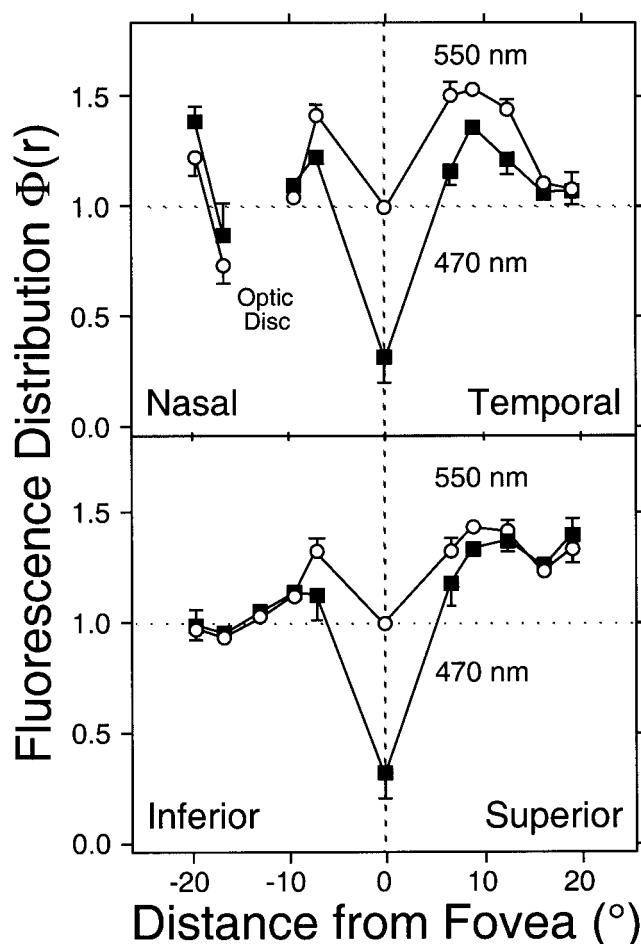 Fluorescence Distribution Φ(r)
550 nm
1.5
1.0
470 nm
Optic
Disc
0.5
Nasal
Temporal
0.0
550 nm
1.5
1.0
470 nm
0.5
Inferior
Superior
0.0
-20 -10 0 10 20
Distance from Fovea (°)